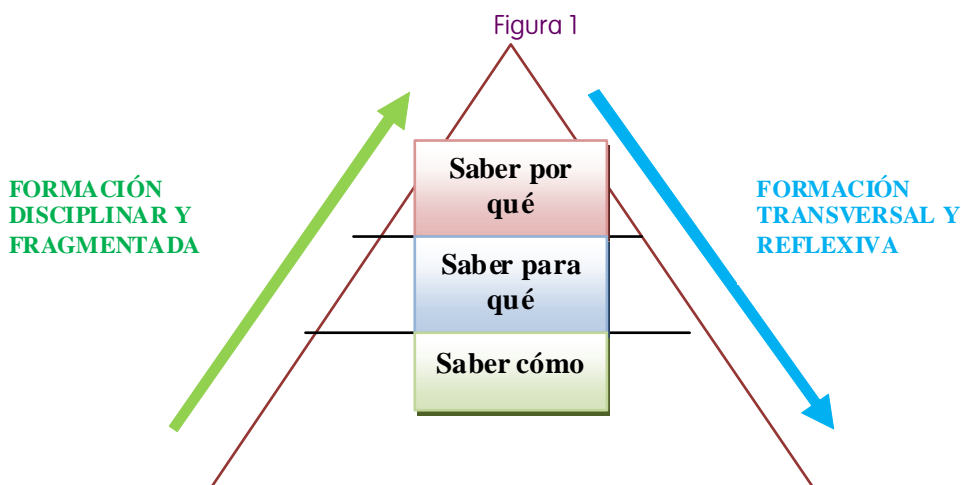 Figura 1
FORMACIÓN
DISCIPLINAR Y
FRAGMENTADA
Saber por
qué
Saber para
qué
Saber cómo
FORMACIÓN
TRANSVERSAL Y
REFLEXIVA